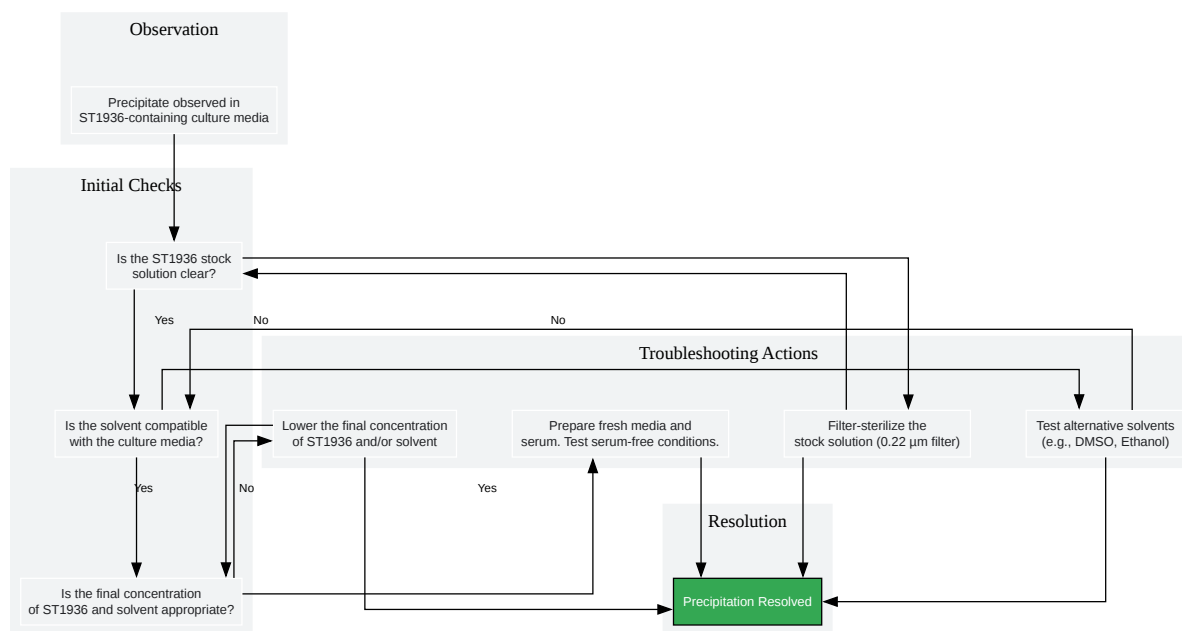 Observation
Precipitate observed in
ST1936-containing culture media
Initial Checks
Is the ST1936 stock
solution clear?
Yes
No
No
Troubleshooting Actions
Is the solvent compatible
with the culture media?
Lower the final concentration
of ST1936 and/or solvent
Prepare fresh media and
serum. Test serum-free conditions.
Filter-sterilize the
stock solution (0.22 µm filter)
Test alternative solvents
(e.g., DMSO, Ethanol)
Yes
No
Yes
Resolution
Is the final concentration
of ST1936 and solvent appropriate?
Precipitation Resolved